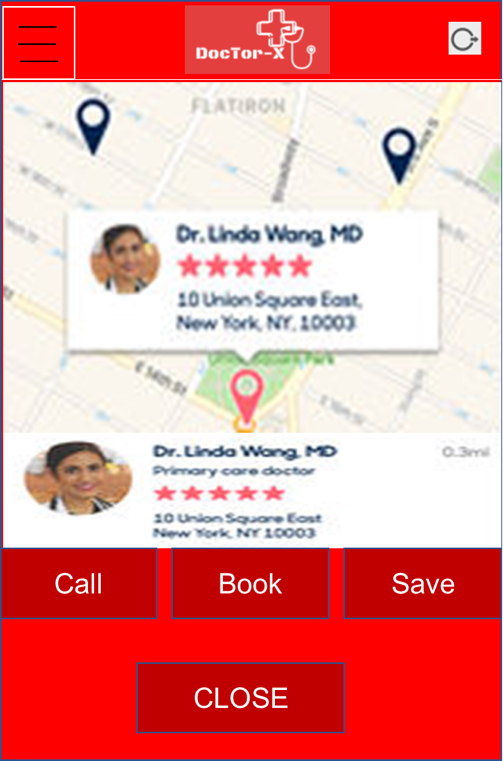 DocTor-X
FLATIRON
Broadway
Dr. Linda Wang, MD
10 Union Square East,
New York, NY, 10003
Union Square Park
E 14th St
Dr. Linda Wang, MD
0.3mi
Primary care doctor
10 Union Square East
New York, NY 10003
Call
Book
Save
CLOSE